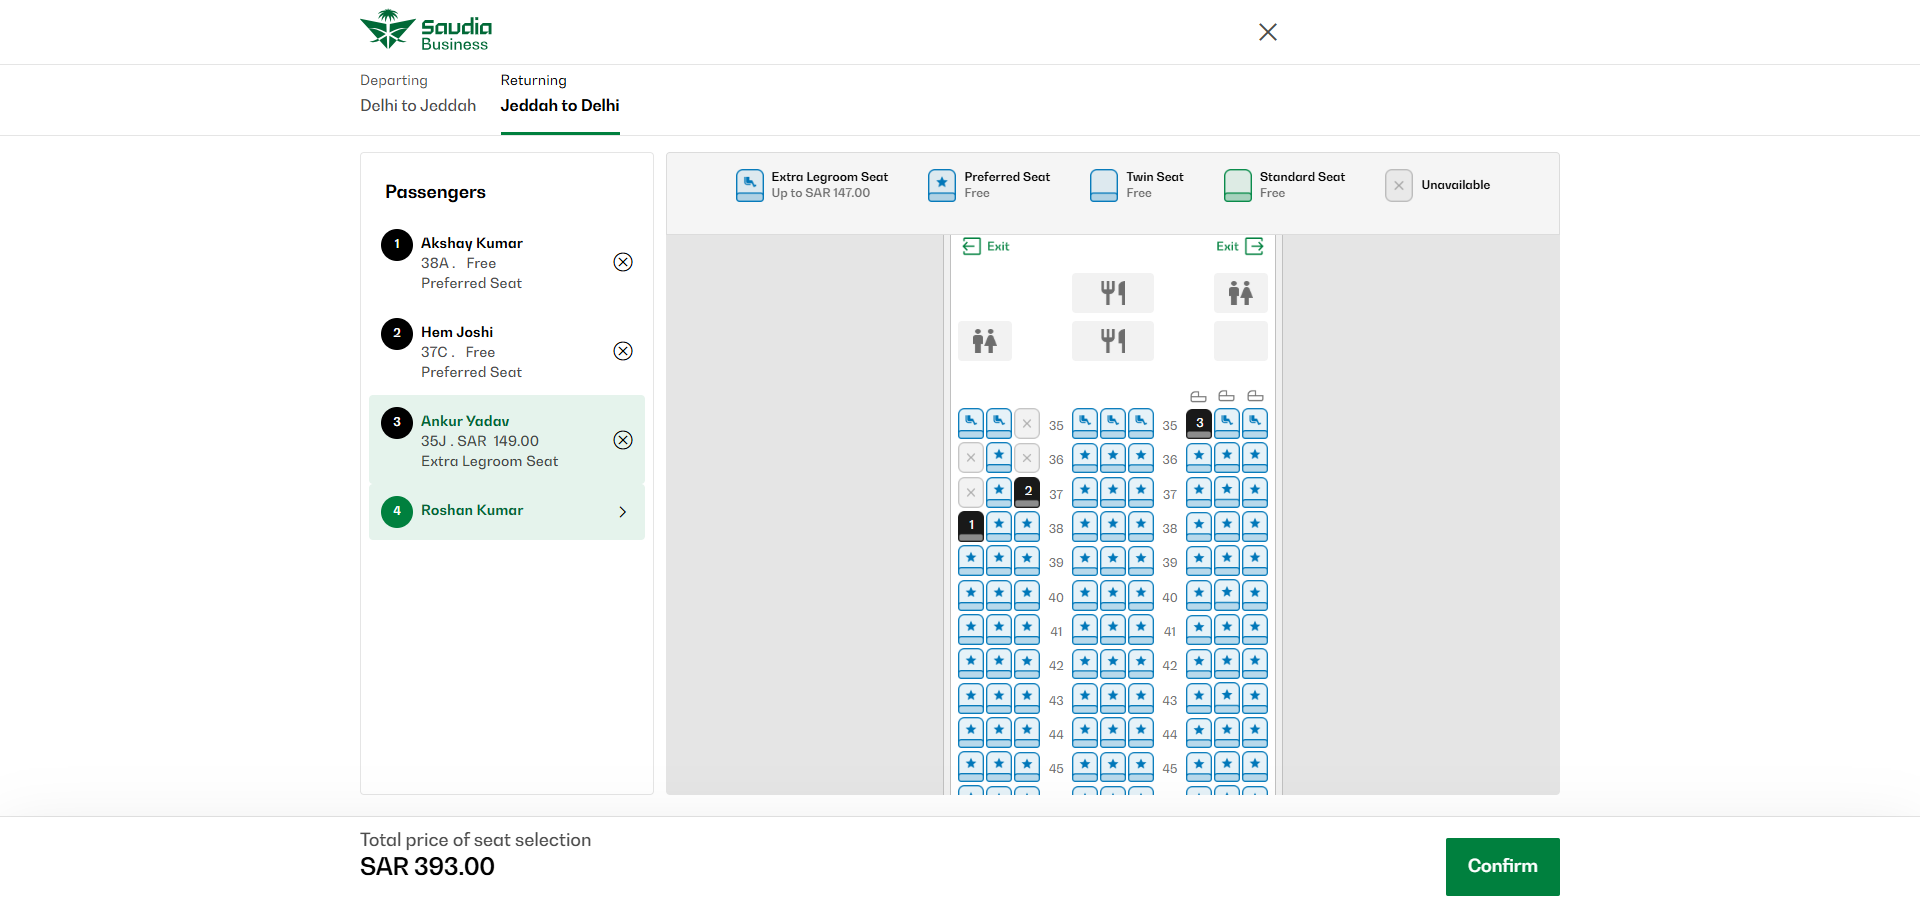 Saudia
Business
Departing
Delhi to Jeddah
Returning
Jeddah to Delhi
Passengers
1
Akshay Kumar
38A . Free
Preferred Seat
2
Hem Joshi
37C . Free
Preferred Seat
3
Ankur Yadav
35J . SAR 149.00
Extra Legroom Seat
4
Roshan Kumar
Extra Legroom Seat
Up to SAR 147.00
Preferred Seat
Free
Twin Seat
Free
Standard Seat
Free
Unavailable
Exit
Exit
35 35 3
36 36
2 37 37
1 38 38
39 39
40 40
41 41
42 42
43 43
44 44
45 45
Total price of seat selection
SAR 393.00
Confirm